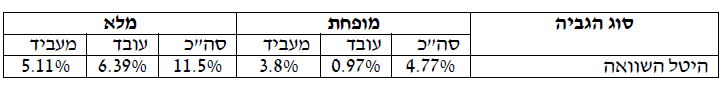 סוג הגביה מופחת מלא
סה״כ עובד מעביד סה״כ עובד מעביד
היטל השוואה 4.77% 0.97% 3.8% 11.5% 6.39% 5.11%